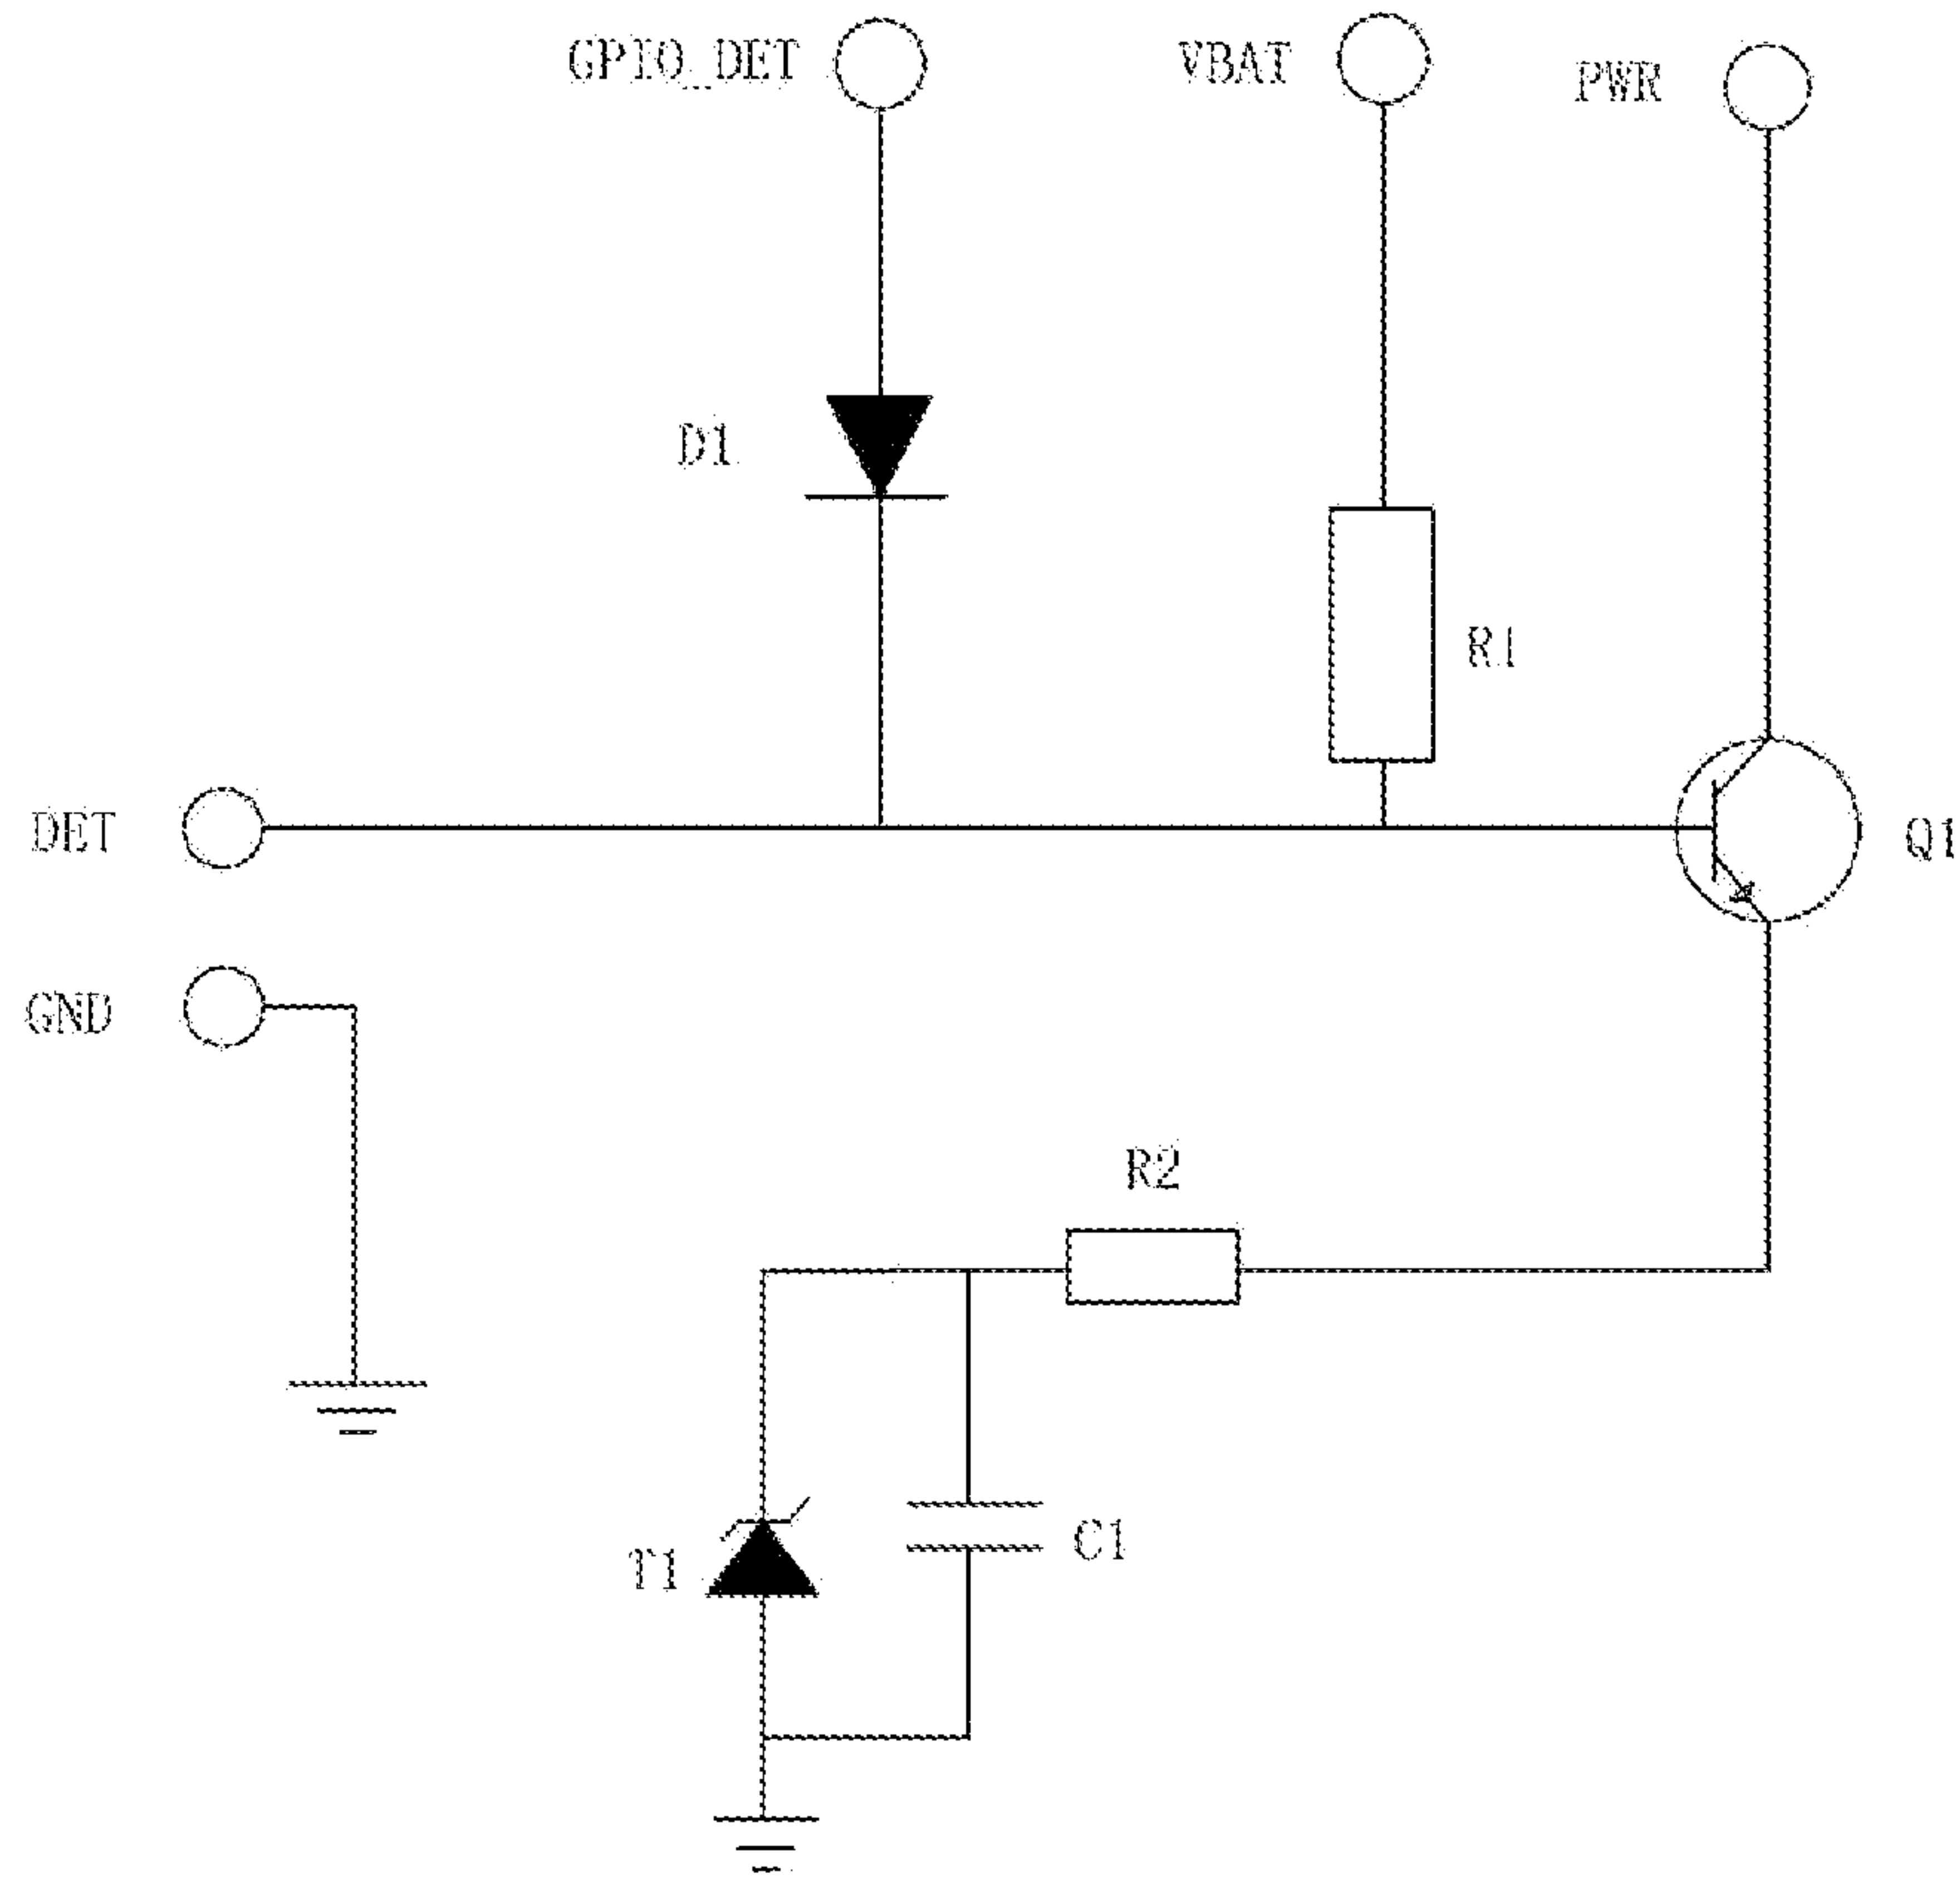 GPIO_DET
VBAT
PWR
D1
R1
DET
Q1
GND
R2
T1
C1